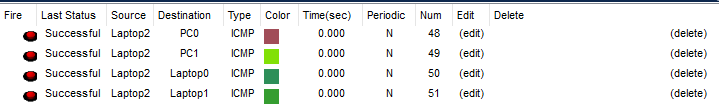 Fire Last Status Source Destination Type Color Time(sec) Periodic Num Edit Delete
Successful Laptop2 PC0 ICMP 0.000 N 48 (edit) (delete)
Successful Laptop2 PC1 ICMP 0.000 N 49 (edit) (delete)
Successful Laptop2 Laptop0 ICMP 0.000 N 50 (edit) (delete)
Successful Laptop2 Laptop1 ICMP 0.000 N 51 (edit) (delete)